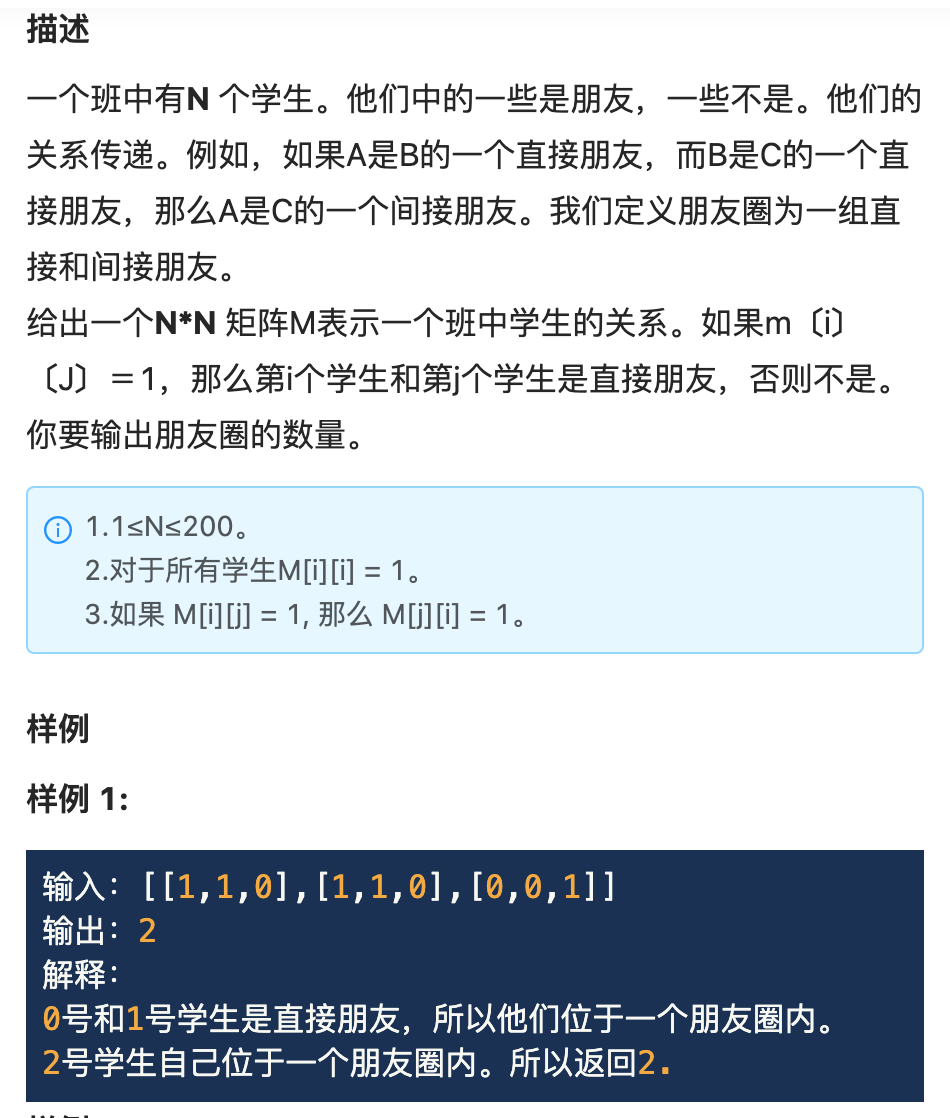 描述
一个班中有N 个学生。他们中的一些是朋友，一些不是。他们的
关系传递。例如，如果A是B的一个直接朋友，而B是C的一个直
接朋友，那么A是C的一个间接朋友。我们定义朋友圈为一组直
接和间接朋友。
给出一个N*N 矩阵M表示一个班中学生的关系。如果m〔i〕
〔J〕＝1，那么第i个学生和第j个学生是直接朋友，否则不是。
你要输出朋友圈的数量。
1.1≤N≤200。
2.对于所有学生M[i][i] = 1。
3.如果 M[i][j] = 1, 那么 M[j][i] = 1。
样例
样例 1:
输入：[[1,1,0],[1,1,0],[0,0,1]]
输出：2
解释：
0号和1号学生是直接朋友，所以他们位于一个朋友圈内。
2号学生自己位于一个朋友圈内。所以返回2.